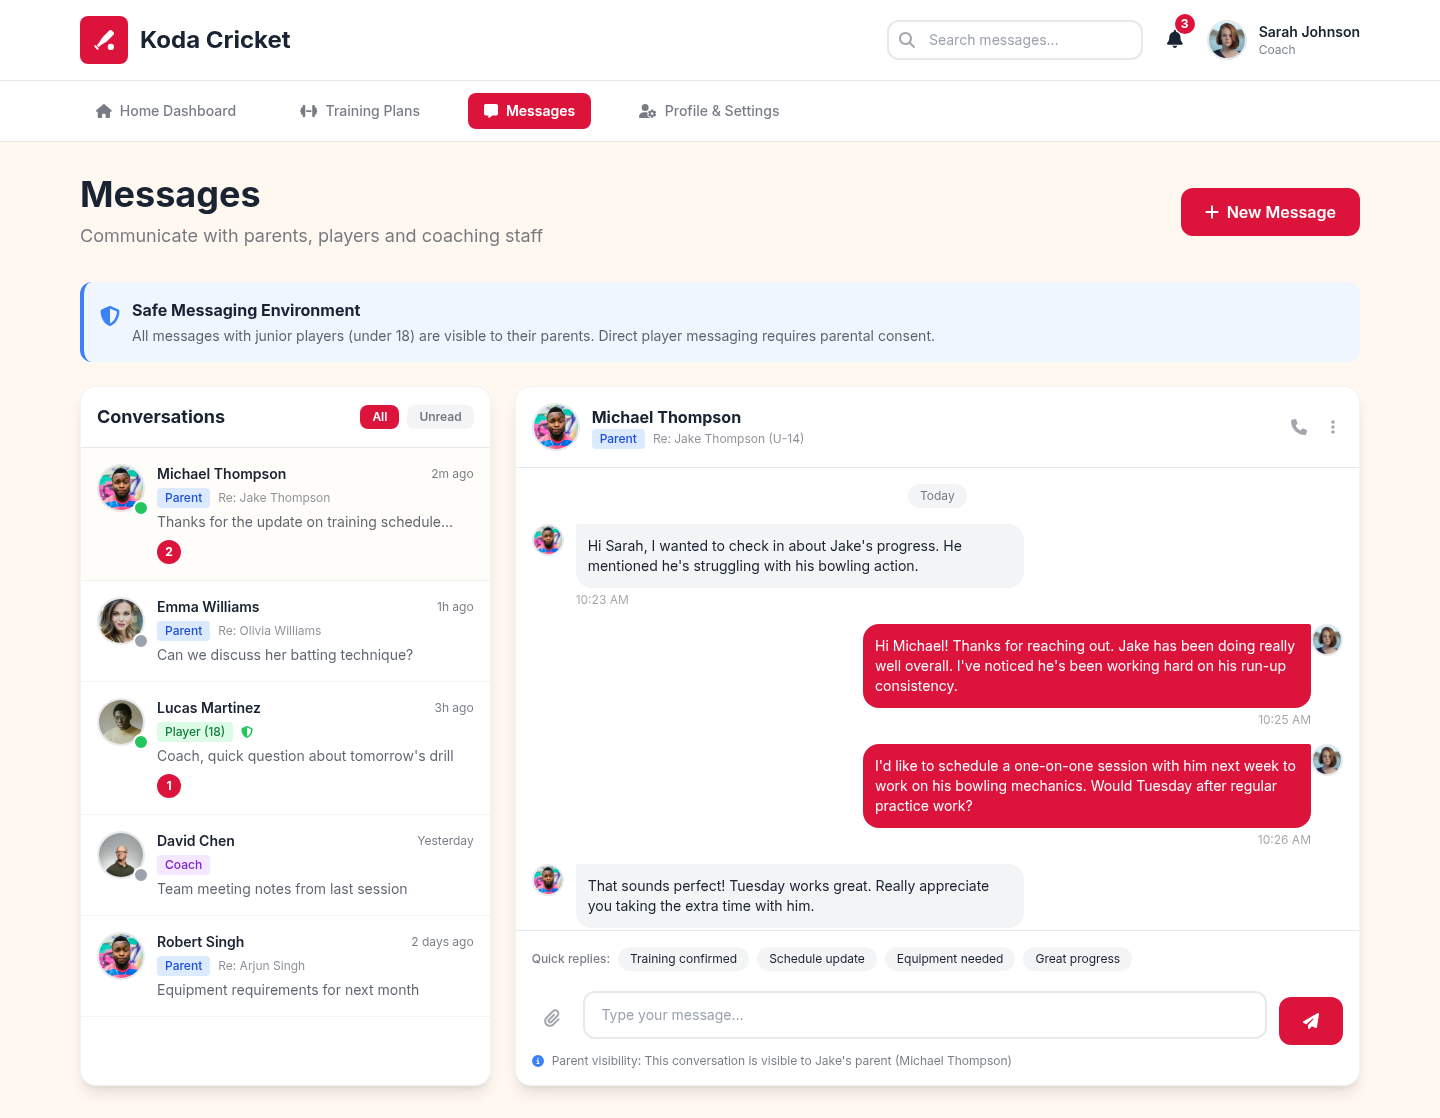 Koda Cricket
Search messages...
3
Sarah Johnson
Coach
Home Dashboard
Training Plans
Messages
Profile & Settings
Messages
Communicate with parents, players and coaching staff
New Message
Safe Messaging Environment
All messages with junior players (under 18) are visible to their parents. Direct player messaging requires parental consent.
Conversations
All
Unread
Michael Thompson
2m ago
Parent
Re: Jake Thompson
Thanks for the update on training schedule...
2
Emma Williams
1h ago
Parent
Re: Olivia Williams
Can we discuss her batting technique?
Lucas Martinez
3h ago
Player (18)
Coach, quick question about tomorrow's drill
1
David Chen
Yesterday
Coach
Team meeting notes from last session
Robert Singh
2 days ago
Parent
Re: Arjun Singh
Equipment requirements for next month
Michael Thompson
Parent
Re: Jake Thompson (U-14)
Today
Hi Sarah, I wanted to check in about Jake's progress. He
mentioned he's struggling with his bowling action.
10:23 AM
Hi Michael! Thanks for reaching out. Jake has been doing really
well overall. I've noticed he's been working hard on his run-up
consistency.
10:25 AM
I'd like to schedule a one-on-one session with him next week to
work on his bowling mechanics. Would Tuesday after regular
practice work?
10:26 AM
That sounds perfect! Tuesday works great. Really appreciate
you taking the extra time with him.
Quick replies:
Training confirmed
Schedule update
Equipment needed
Great progress
Type your message...
Parent visibility: This conversation is visible to Jake's parent (Michael Thompson)